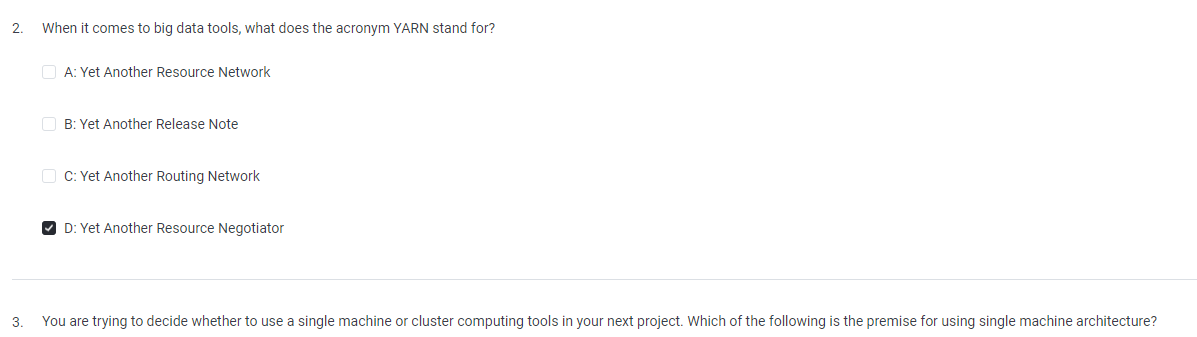 2. When it comes to big data tools, what does the acronym YARN stand for?
A: Yet Another Resource Network
B: Yet Another Release Note
C: Yet Another Routing Network
D: Yet Another Resource Negotiator
3. You are trying to decide whether to use a single machine or cluster computing tools in your next project. Which of the following is the premise for using single machine architecture?